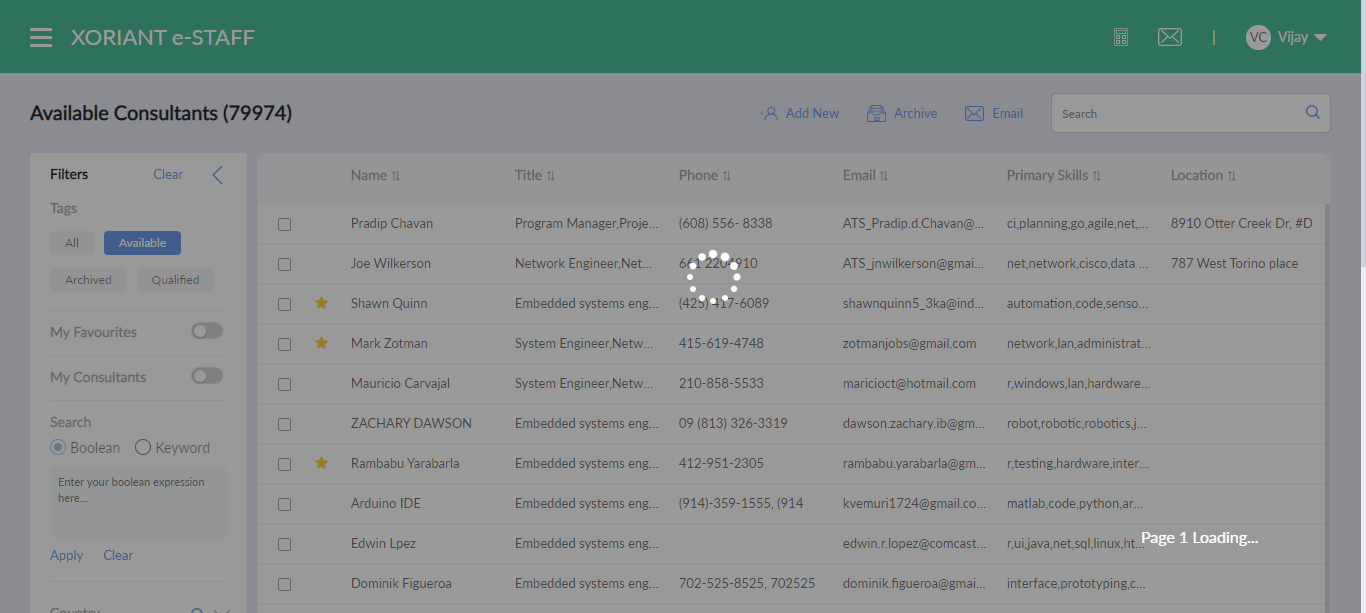 XORIANT e-STAFF
VC Vijay
Available Consultants (79974)
Add New
Archive
Email
Search
Filters
Clear
Tags
All
Available
Archived
Qualified
My Favourites
My Consultants
Search
Boolean
Keyword
Enter your boolean expression
here...
Apply
Clear
Country
Name Title Phone Email Primary Skills Location
Pradip Chavan Program Manager,Proje... (608) 556- 8338 ATS_Pradip.d.Chavan@... ci,planning,go,agile,net,... 8910 Otter Creek Dr, #D
Joe Wilkerson Network Engineer,Net... 661 2204910 ATS_jnwilkerson@gmai... net,network,cisco,data ... 787 West Torino place
Shawn Quinn Embedded systems eng... (425) 417-6089 shawnquinn5_3ka@ind... automation,code,senso...
Mark Zotman System Engineer,Netw... 415-619-4748 zotmanjobs@gmail.com network,lan,administrat...
Mauricio Carvajal System Engineer,Netw... 210-858-5533 maricioct@hotmail.com r,windows,lan,hardware...
ZACHARY DAWSON Embedded systems eng... 09 (813) 326-3319 dawson.zachary.ib@gm... robot,robotic,robotics,j...
Rambabu Yarabarla Embedded systems eng... 412-951-2305 rambabu.yarabarla@gm... r,testing,hardware,inter...
Arduino IDE Embedded systems eng... (914)-359-1555, (914 kvemuri1724@gmail.co... matlab,code,python,ar...
Edwin Lpez Embedded systems eng... edwin.r.lopez@comcast... r,ui,java,net,sql,linux,ht...
Page 1 Loading...
Dominik Figueroa Embedded systems eng... 702-525-8525, 702525 dominik.figueroa@gmai... interface,prototyping,c...